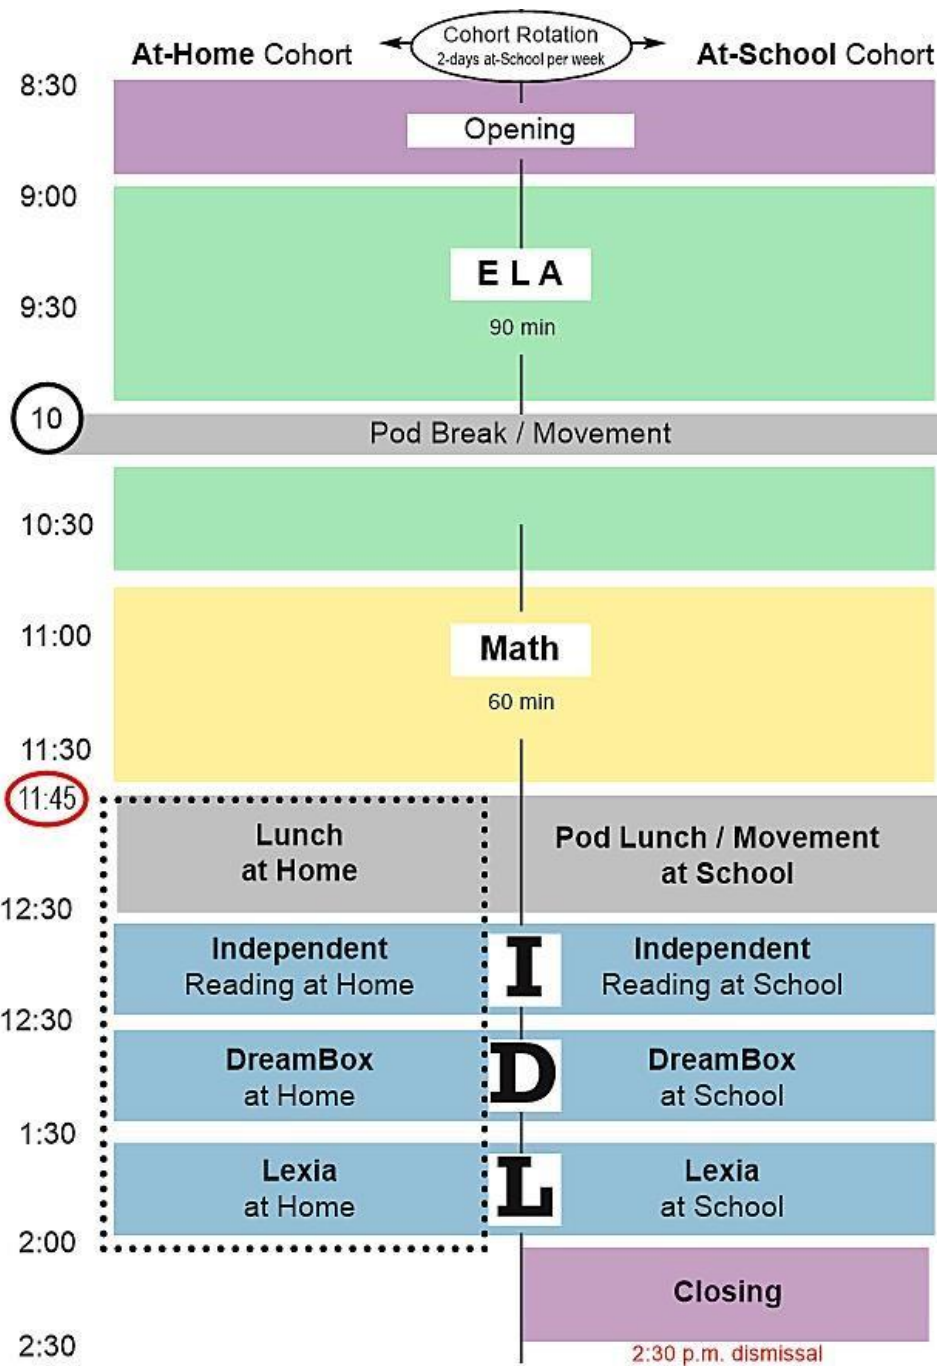 Cohort Rotation
2-days at-School per week
At-Home Cohort
At-School Cohort
8:30
Opening
9:00
E L A
9:30
90 min
10
Pod Break / Movement
10:30
11:00
Math
60 min
11:30
11:45
Lunch
at Home
Pod Lunch / Movement
at School
12:30
Independent
Reading at Home
I
Independent
Reading at School
12:30
DreamBox
at Home
D
DreamBox
at School
1:30
Lexia
at Home
L
Lexia
at School
2:00
Closing
2:30
2:30 p.m. dismissal